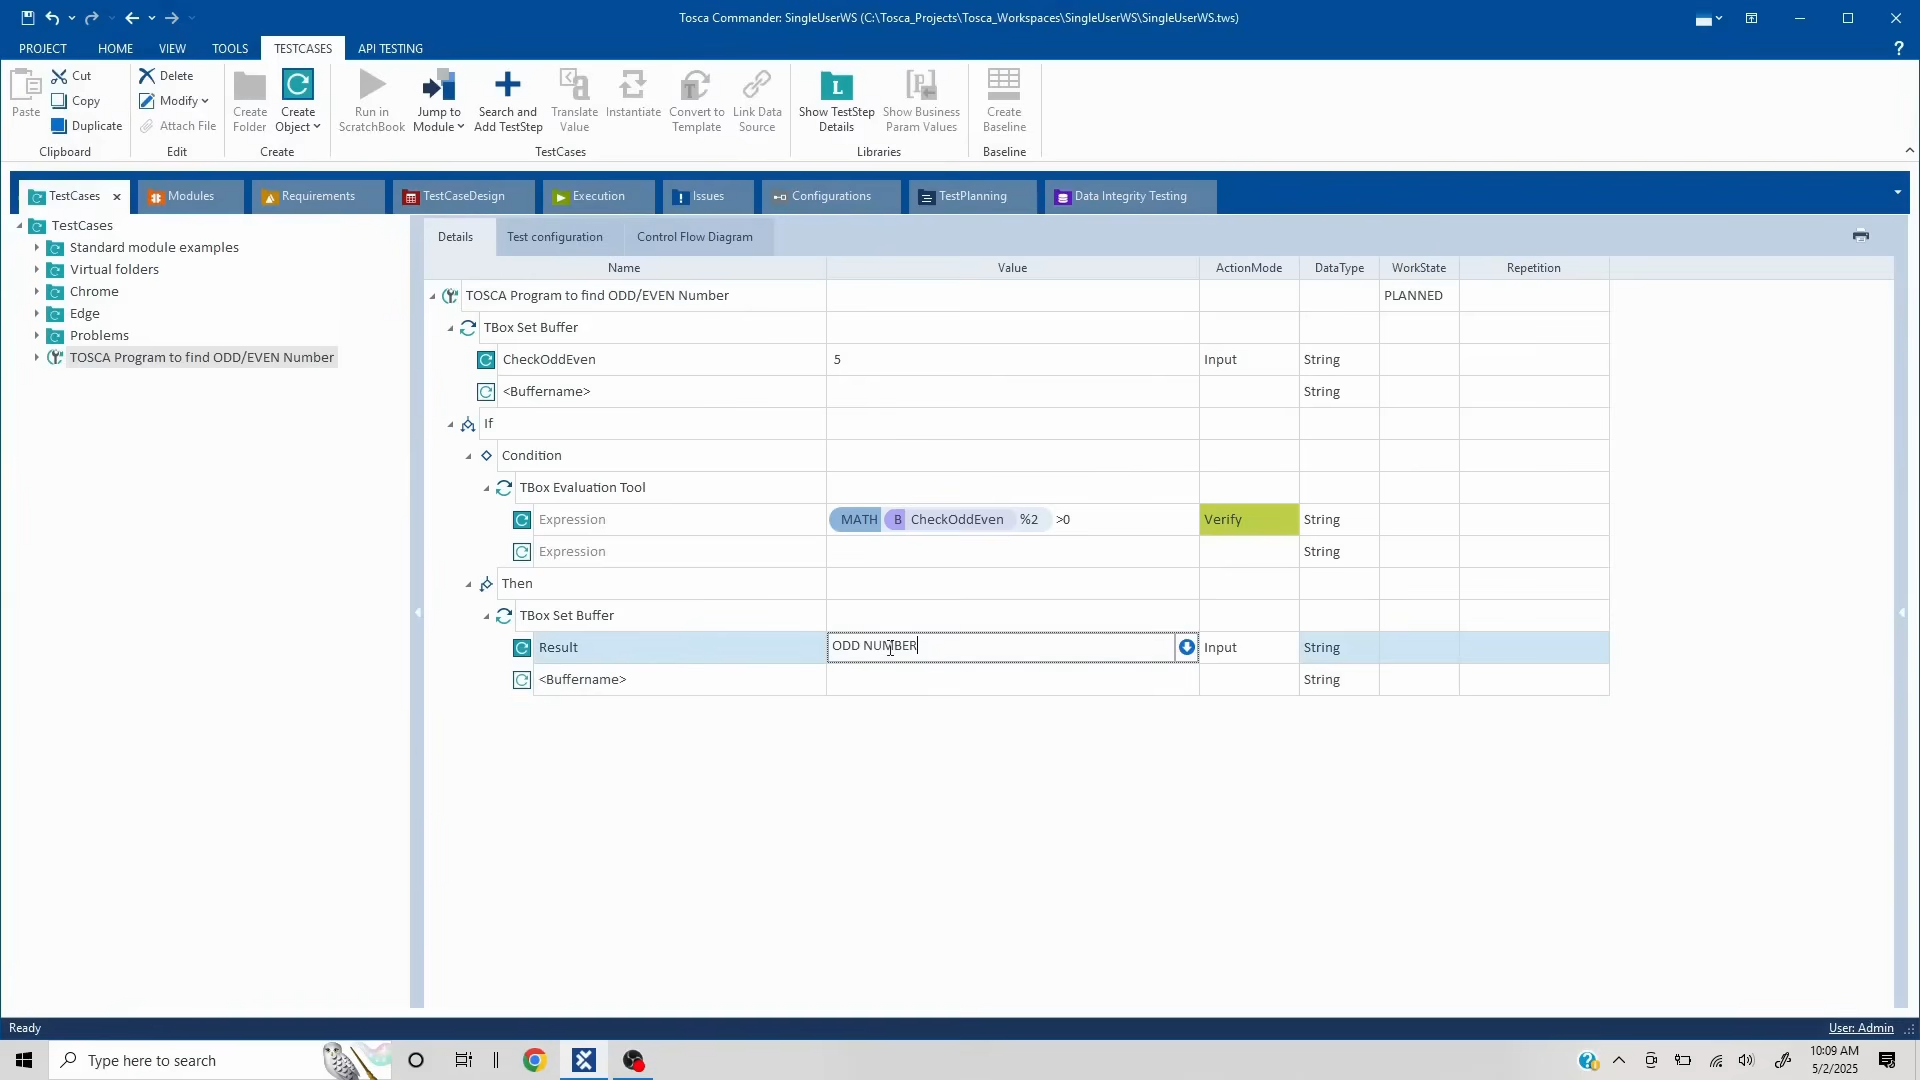 Tosca Commander: SingleUserWS (C:\Tosca_Projects\Tosca_Workspaces\SingleUserWS\SingleUserWS.tws)
PROJECT HOME VIEW TOOLS TESTCASES API TESTING
?
Paste
Cut
Copy
Duplicate
Clipboard
Delete
Modify
Attach File
Edit
Create Folder
Create Object
Create
Run in ScratchBook
Jump to Module
Search and Add TestStep
Translate Value
Instantiate
Convert to Template
Link Data Source
TestCases
Show TestStep Details
Show Business Param Values
Libraries
Create Baseline
Baseline
TestCases Modules Requirements TestCaseDesign Execution Issues Configurations TestPlanning Data Integrity Testing
TestCases
Standard module examples
Virtual folders
Chrome
Edge
Problems
TOSCA Program to find ODD/EVEN Number
Details Test configuration Control Flow Diagram
Name Value ActionMode DataType WorkState Repetition
TOSCA Program to find ODD/EVEN Number PLANNED
TBox Set Buffer
CheckOddEven 5 Input String
<Buffername> String
If
Condition
TBox Evaluation Tool
Expression MATH B CheckOddEven %2 >0 Verify String
Expression String
Then
TBox Set Buffer
Result ODD NUMBER Input String
<Buffername> String
Ready
User: Admin
Type here to search
10:09 AM
5/2/2025